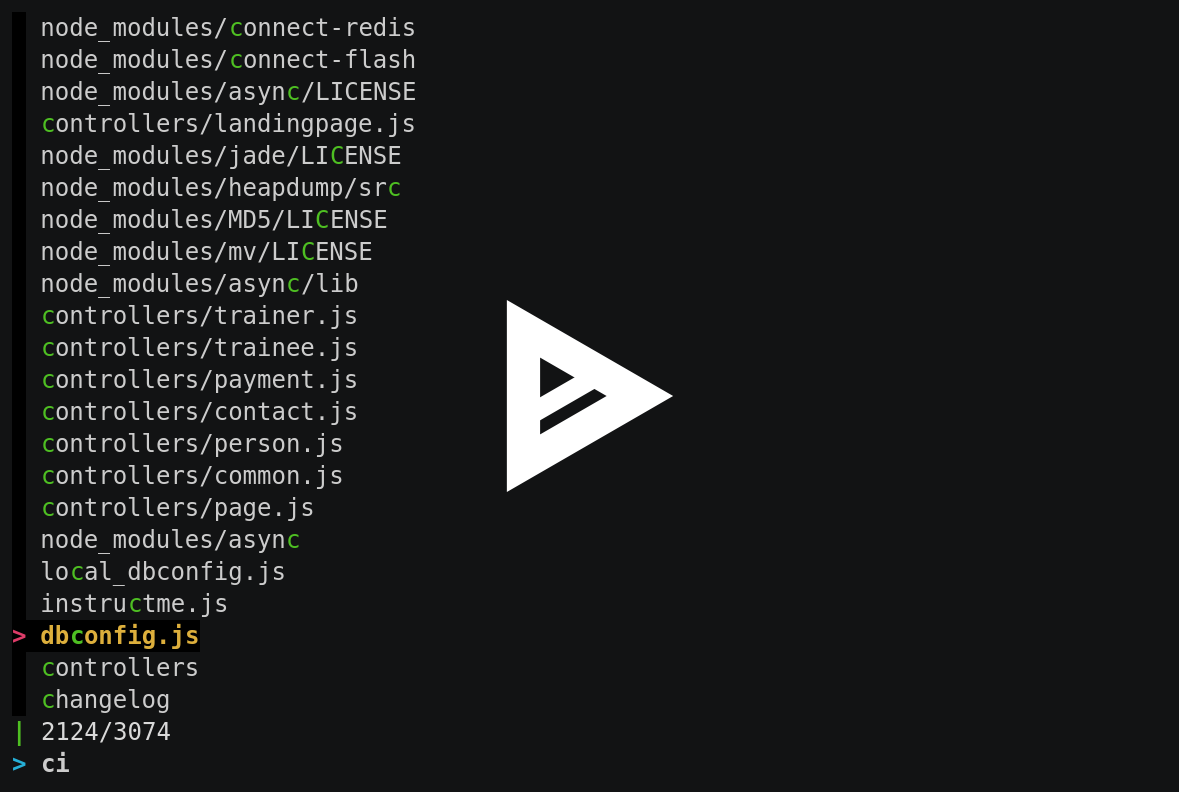 node_modules/connect-redis
node_modules/connect-flash
node_modules/async/LICENSE
controllers/landingpage.js
node_modules/jade/LICENSE
node_modules/heapdump/src
node_modules/MD5/LICENSE
node_modules/mv/LICENSE
node_modules/async/lib
controllers/trainer.js
controllers/trainee.js
controllers/payment.js
controllers/contact.js
controllers/person.js
controllers/common.js
controllers/page.js
node_modules/async
local_dbconfig.js
instructme.js
> dbconfig.js
controllers
changelog
| 2124/3074
> ci